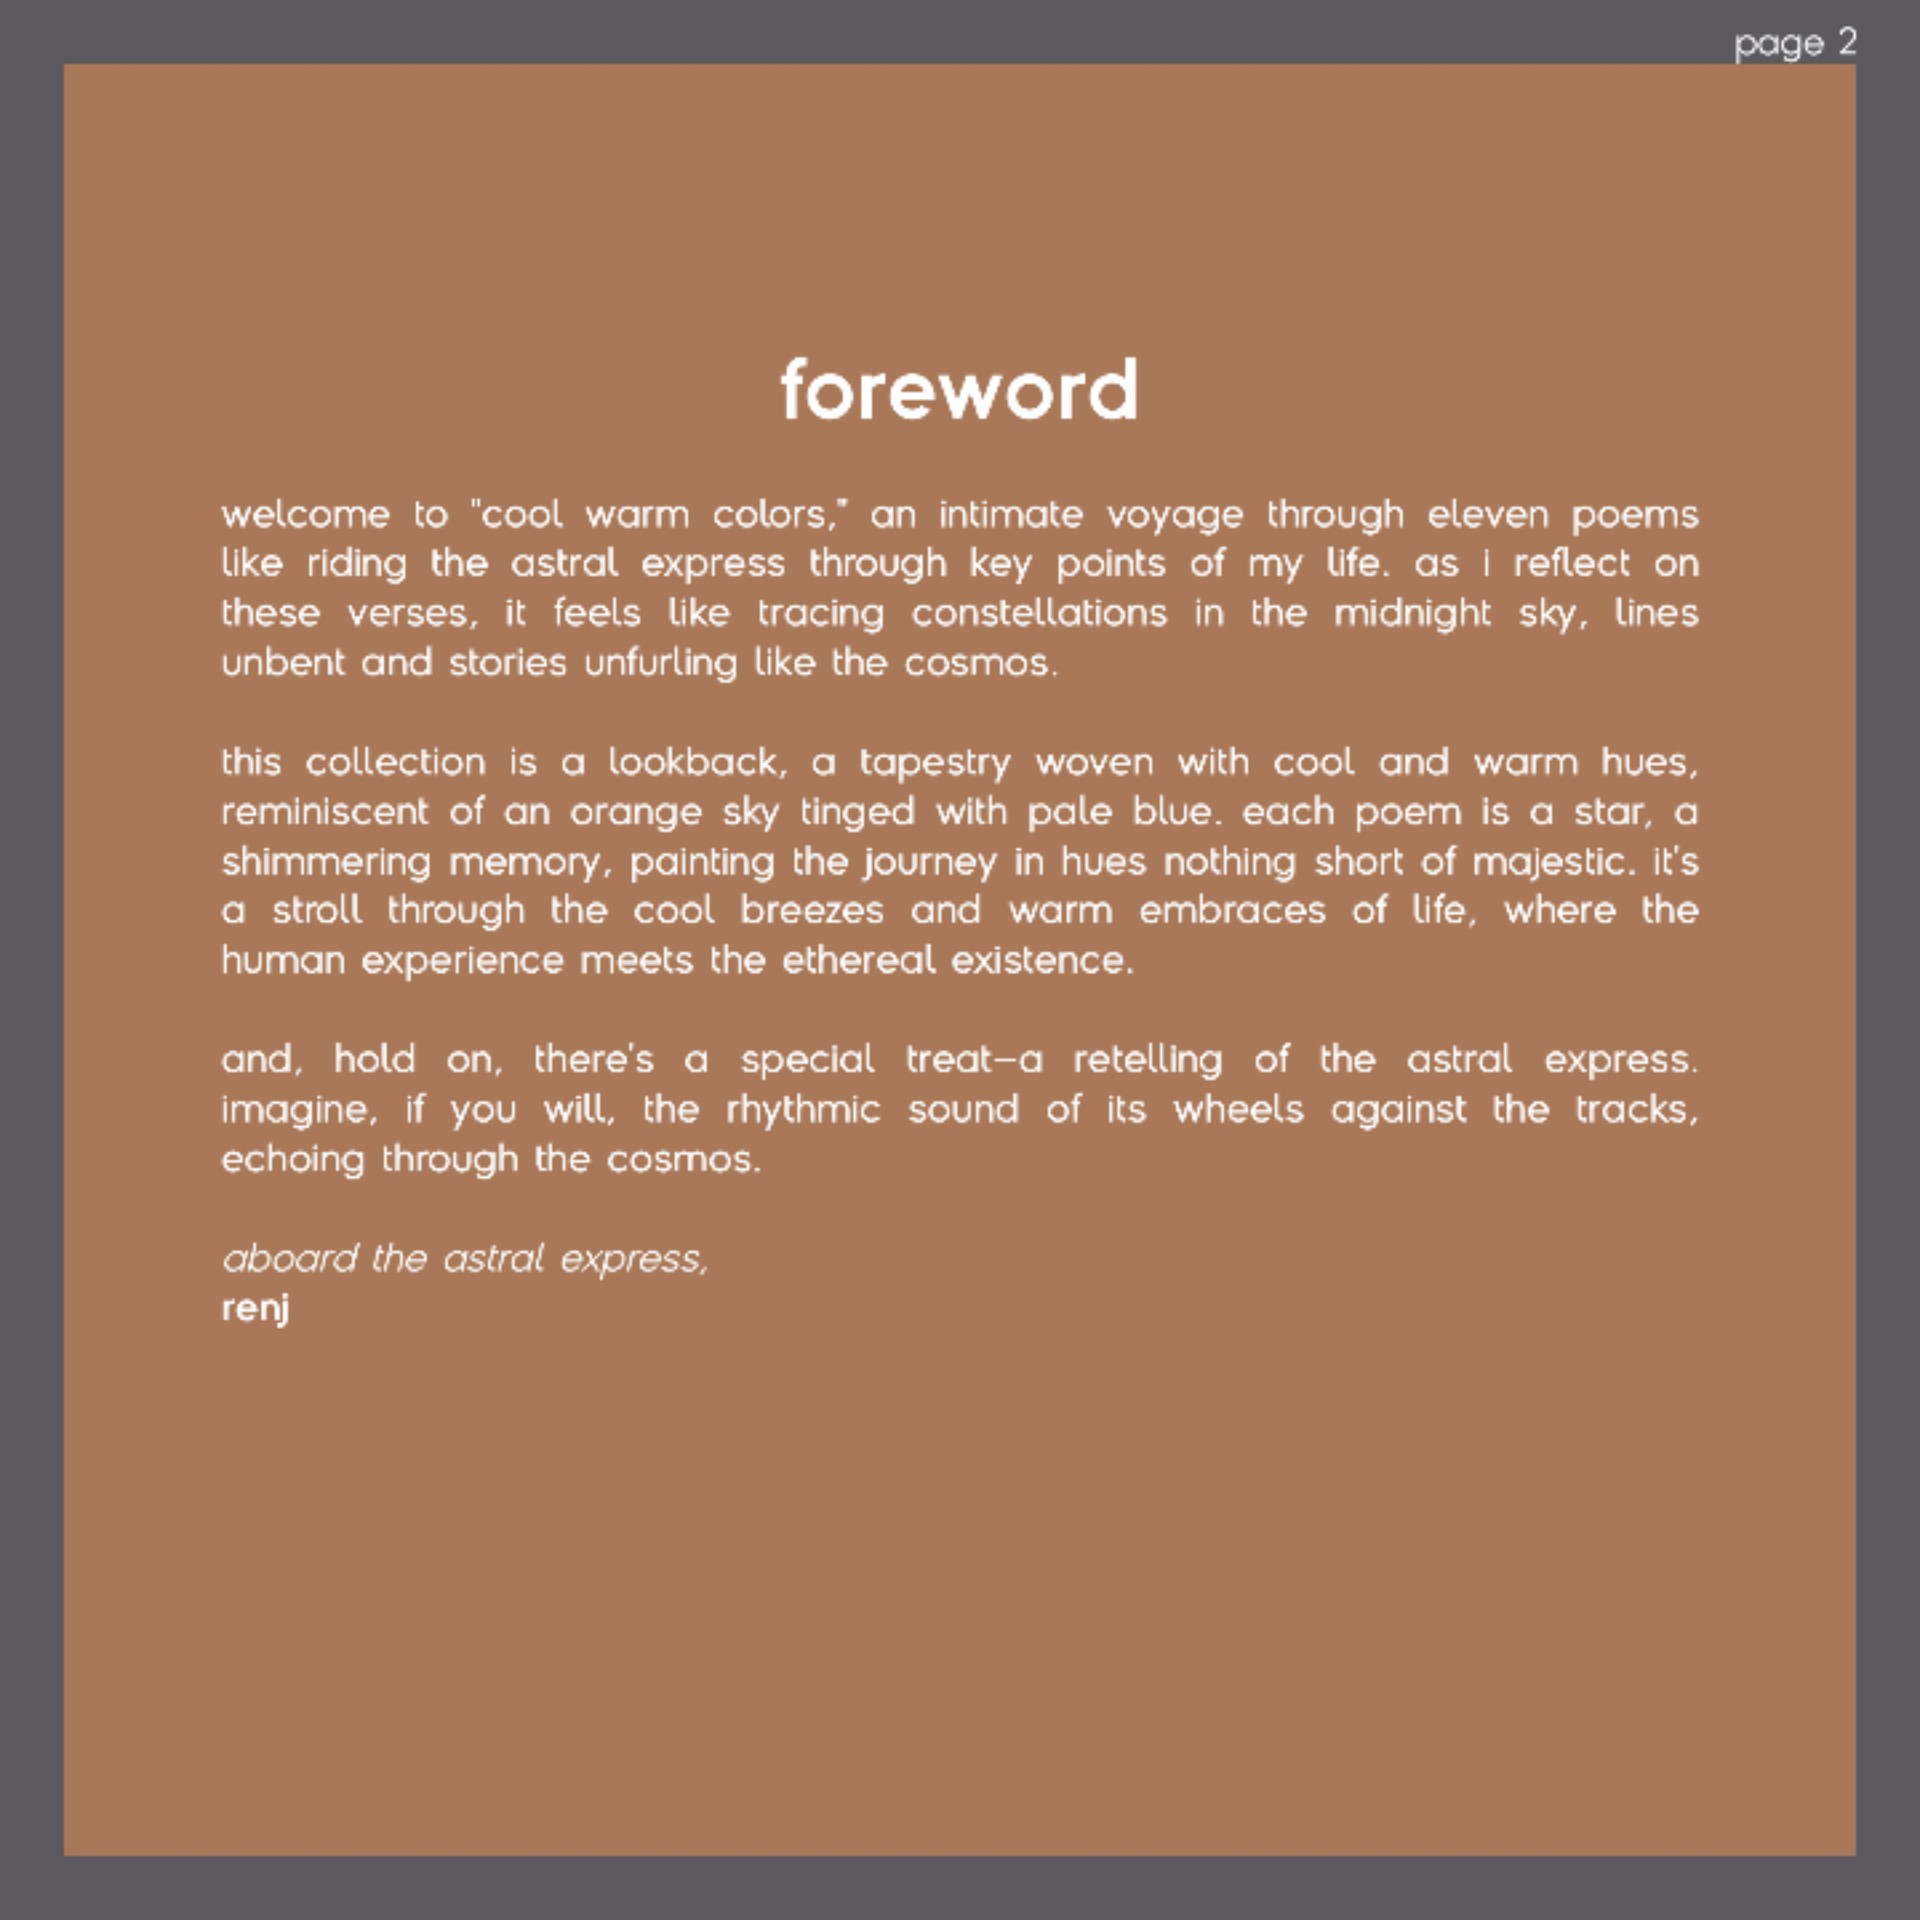 page 2
foreword
welcome to "cool warm colors," an intimate voyage through eleven poems
like riding the astral express through key points of my life. as i reflect on
these verses, it feels like tracing constellations in the midnight sky, lines
unbent and stories unfurling like the cosmos.
this collection is a lookback, a tapestry woven with cool and warm hues,
reminiscent of an orange sky tinged with pale blue. each poem is a star, a
shimmering memory, painting the journey in hues nothing short of majestic. it's
a stroll through the cool breezes and warm embraces of life, where the
human experience meets the ethereal existence.
and, hold on, there's a special treat—a retelling of the astral express.
imagine, if you will, the rhythmic sound of its wheels against the tracks,
echoing through the cosmos.
aboard the astral express,
renj